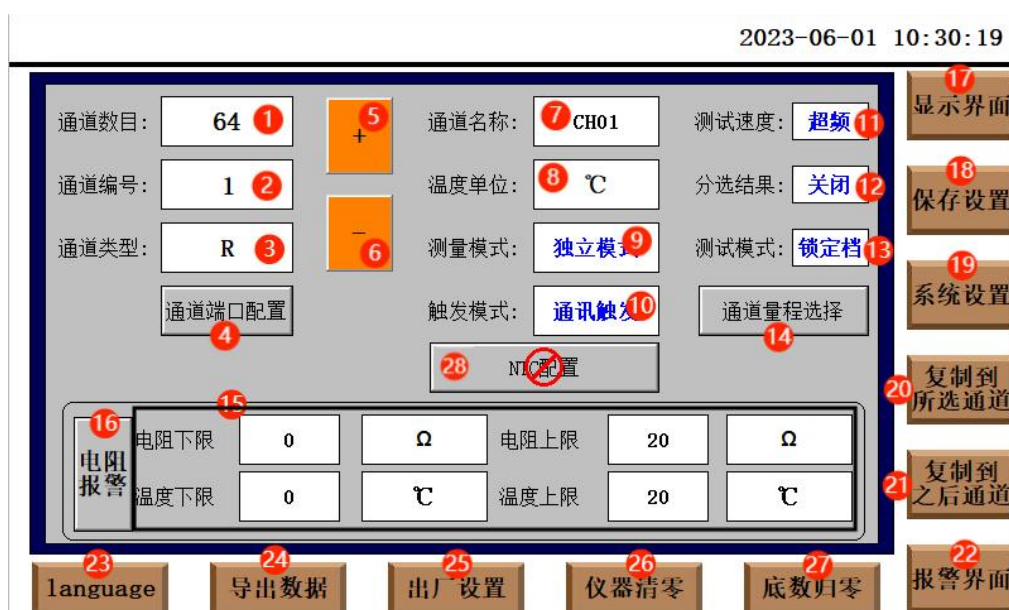 2023-06-01 10:30:19
通道数目: 64 1
5 +
通道名称: 7 CH01
测试速度: 超频 11
17 显示界面
通道编号: 1 2
温度单位: 8 ℃
分选结果: 关闭 12
18 保存设置
通道类型: R 3
- 6
测量模式: 独立模 9
测试模式: 锁定档 13
19 系统设置
通道端口配置 4
触发模式: 通讯触发 10
通道量程选择 14
28 NTC配置
20 复制到
所选通道
15
16 电阻
报警
电阻下限 0 Ω 电阻上限 20 Ω
温度下限 0 ℃ 温度上限 20 ℃
21 复制到
之后通道
22 报警界面
23 language
24 导出数据
25 出厂设置
26 仪器清零
27 底数归零